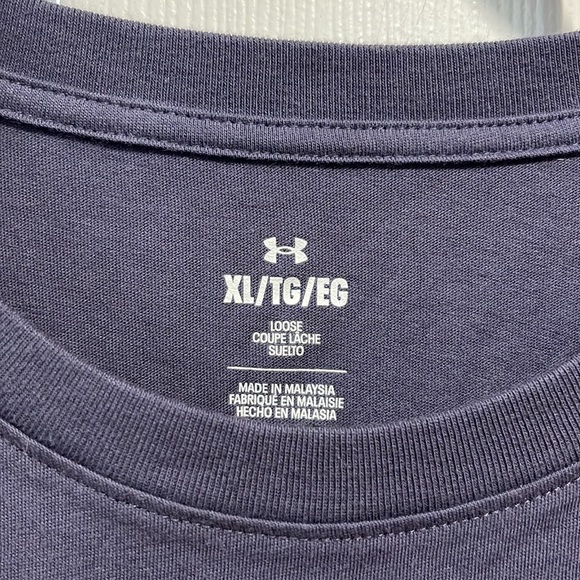 XL/TG/EG
LOOSE
COUPE LÂCHE
SUELTO
MADE IN MALAYSIA
FABRIQUÉ EN MALAISIE
HECHO EN MALASIA